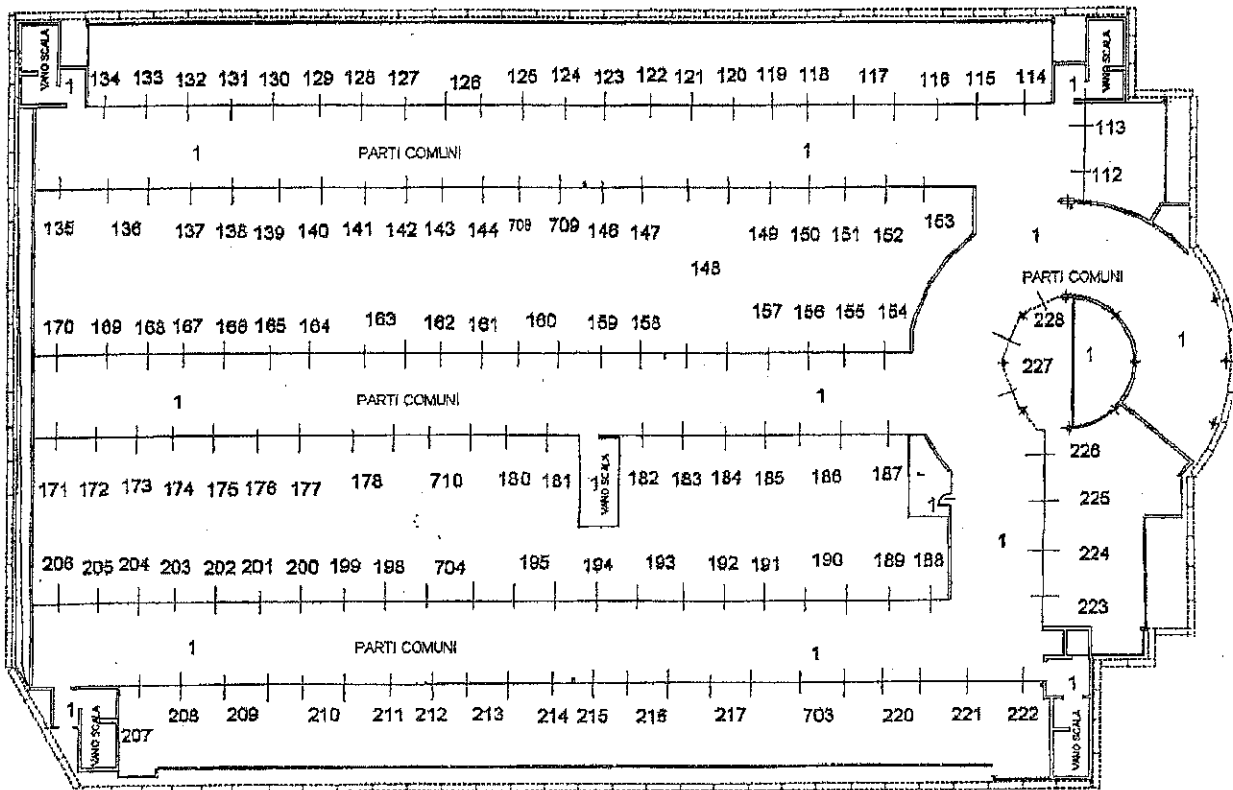 VANO SCALA
1
134 133 132 131 130 129 128 127 126 125 124 123 122 121 120 119 118 117 116 115 114
1
VANO SCALA
113
1 PARTI COMUNI 1
112
135 136 137 138 139 140 141 142 143 144 708 709 146 147 148 149 150 151 152 153
1
PARTI COMUNI
170 169 168 167 166 165 164 163 162 161 160 159 158 157 156 155 154
228
1
1
227
1 PARTI COMUNI 1
226
171 172 173 174 175 176 177 178 710 180 181 1 VANO SCALA 182 183 184 185 186 187
1
225
1
224
206 205 204 203 202 201 200 199 198 704 195 194 193 192 191 190 189 188
223
1 PARTI COMUNI 1
1
VANO SCALA
207 208 209 210 211 212 213 214 215 216 217 703 220 221 222
1
VANO SCALA